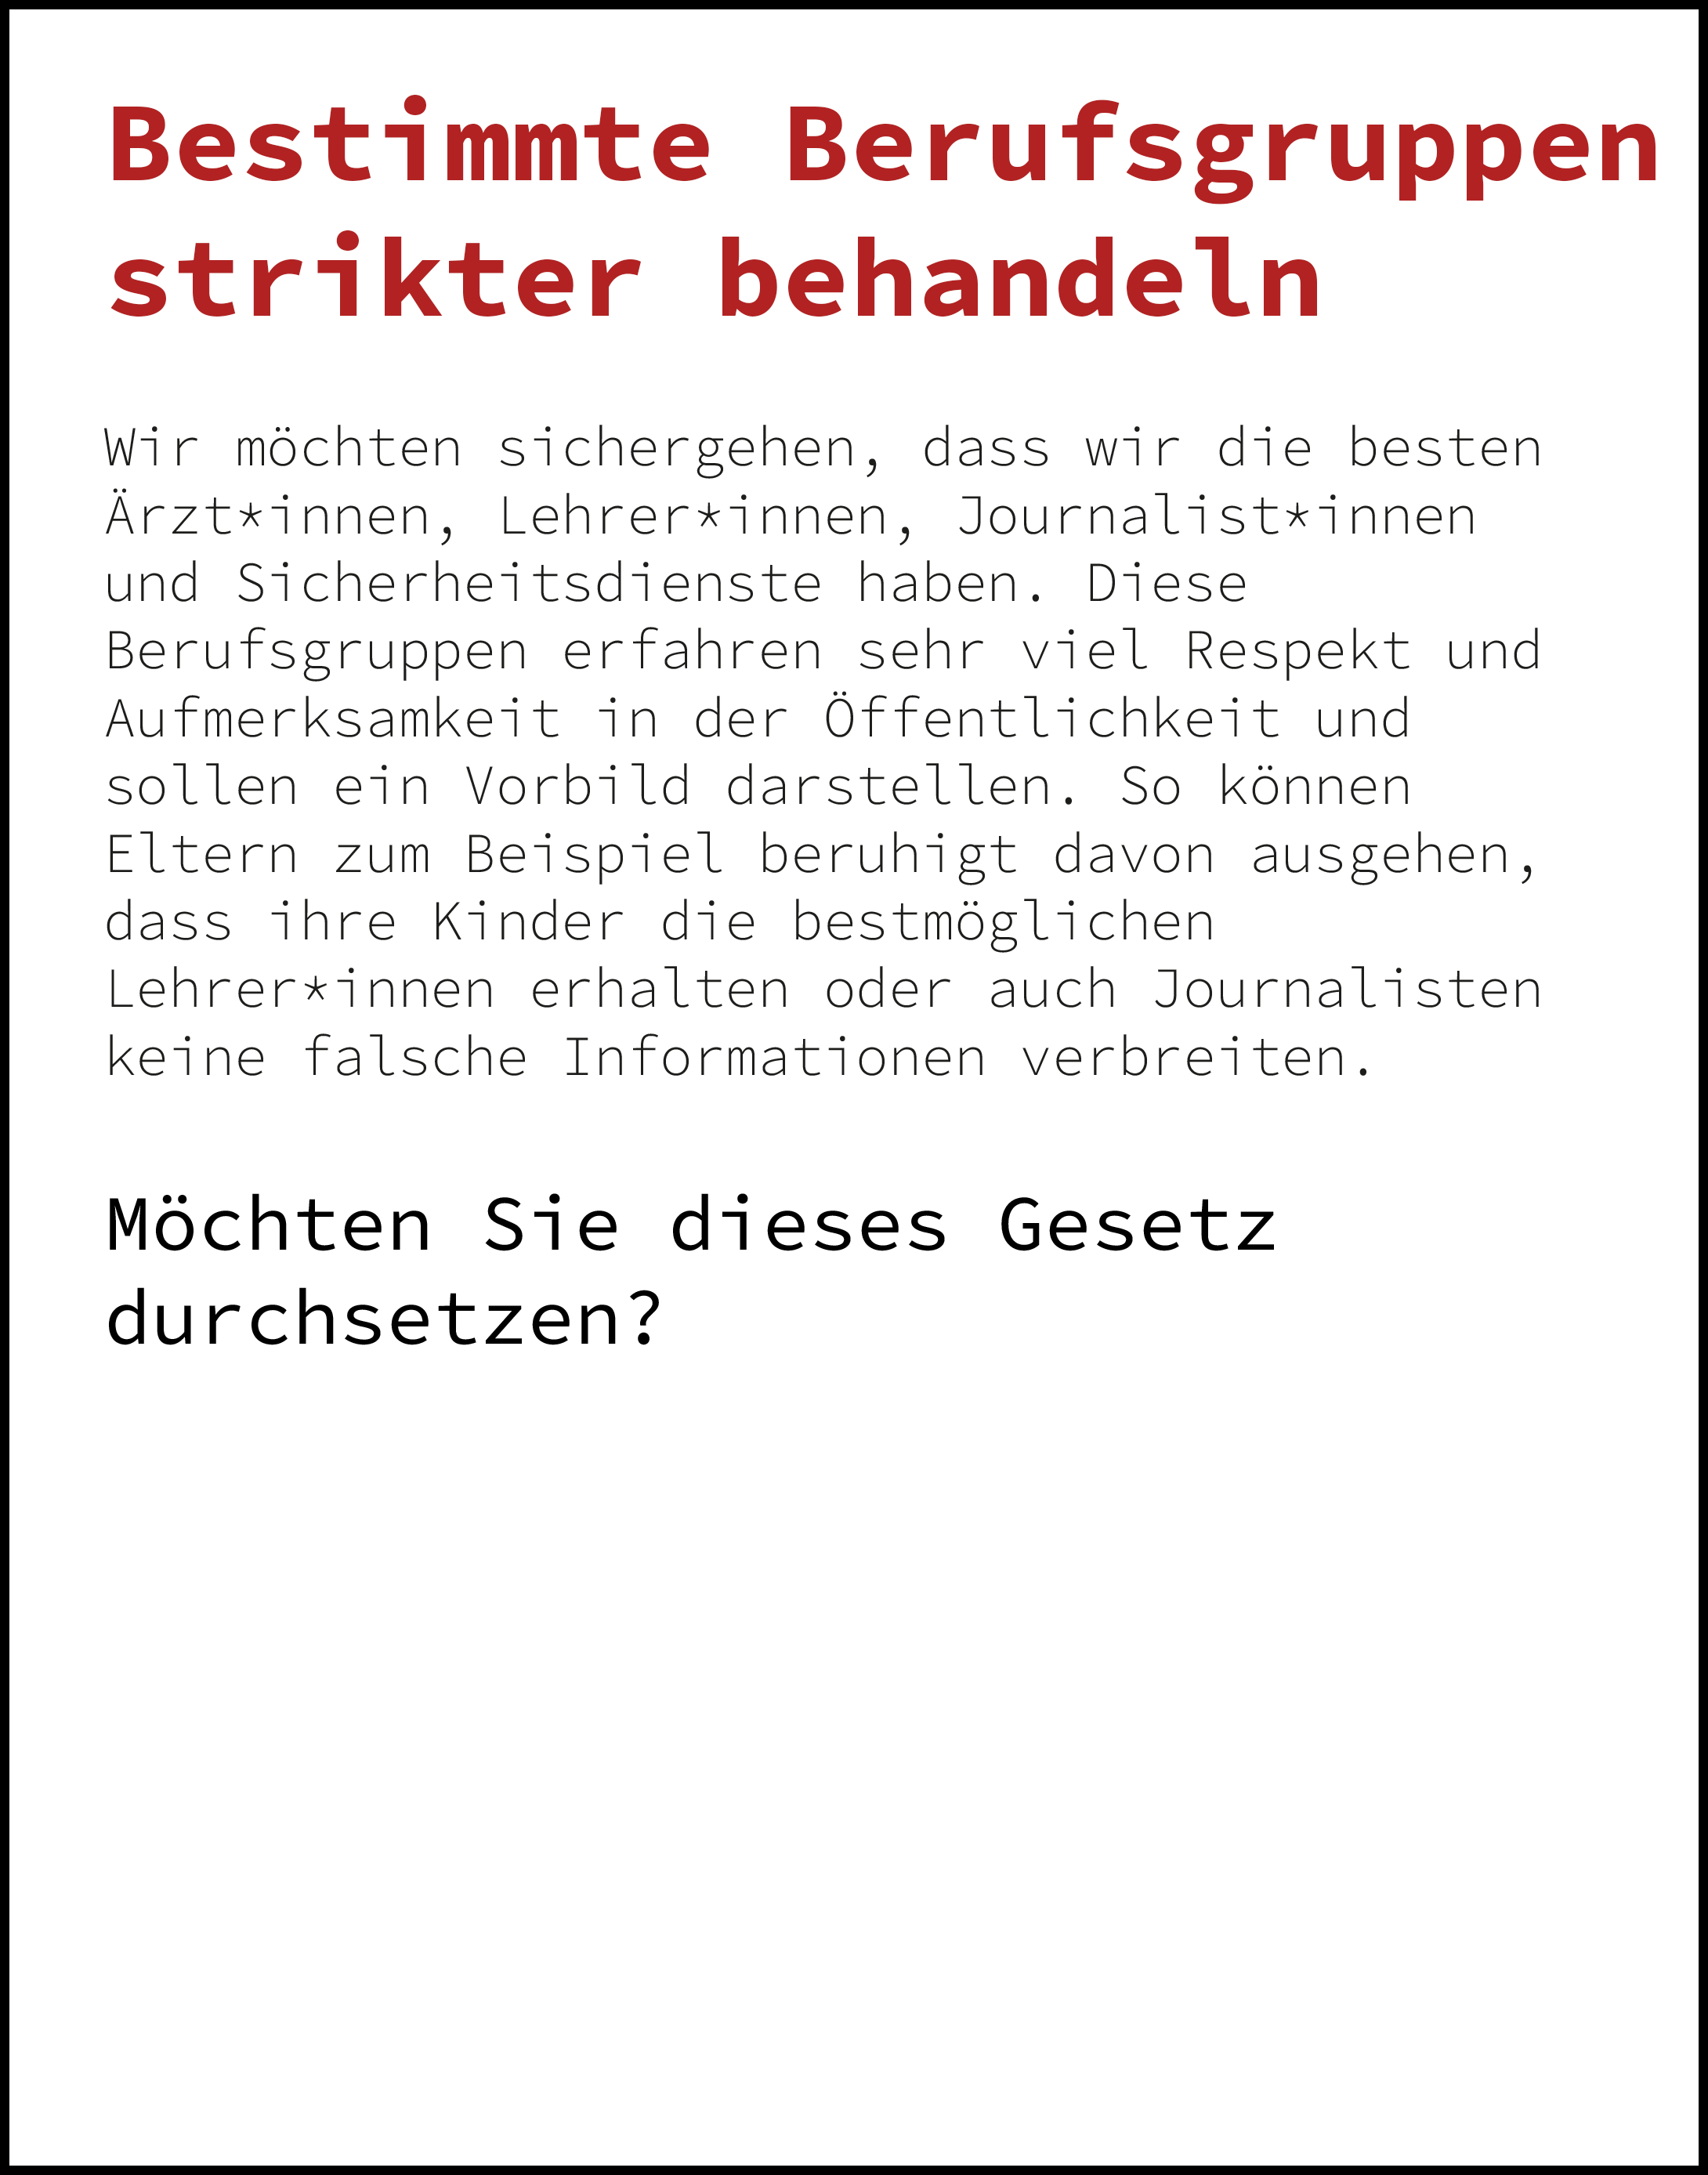 Bestimmte Berufsgruppen
strikter behandeln
Wir möchten sichergehen, dass wir die besten
Ärzt*innen, Lehrer*innen, Journalist*innen
und Sicherheitsdienste haben. Diese
Berufsgruppen erfahren sehr viel Respekt und
Aufmerksamkeit in der Öffentlichkeit und
sollen ein Vorbild darstellen. So können
Eltern zum Beispiel beruhigt davon ausgehen,
dass ihre Kinder die bestmöglichen
Lehrer*innen erhalten oder auch Journalisten
keine falsche Informationen verbreiten.
Möchten Sie dieses Gesetz
durchsetzen?